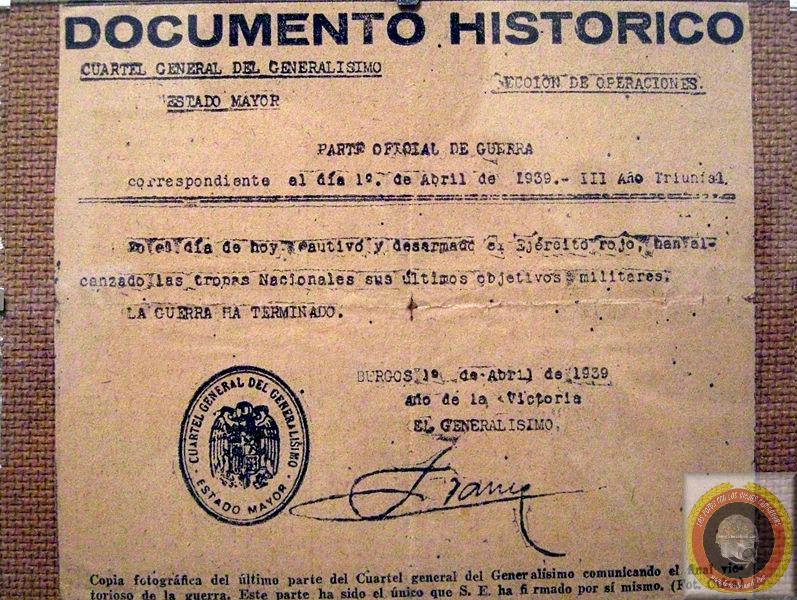 DOCUMENTO HISTORICO
CUARTEL GENERAL DEL GENERALISIMO
SECCION DE OPERACIONES.
ESTADO MAYOR
PARTE OFICIAL DE GUERRA
correspondiente al día 1º. de Abril de 1939.- III Año Triunfal.
En el día de hoy, cautivo y desarmado el Ejército rojo, han al-
canzado las tropas Nacionales sus últimos objetivos militares.
LA GUERRA HA TERMINADO.
BURGOS 1º de Abril de 1939
Año de la Victoria
EL GENERALISIMO,
CUARTEL GENERAL DEL GENERALÍSIMO
ESTADO MAYOR
Copia fotográfica del último parte del Cuartel general del Generalísimo comunicando el final vic-
torioso de la guerra. Este parte ha sido el único que S. E. ha firmado por sí mismo. (Fot.